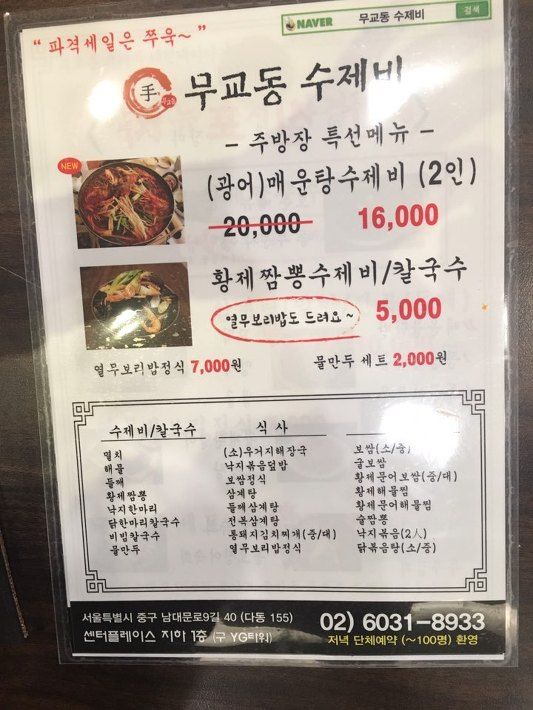 NAVER 무교동 수제비 검색
“ 파격세일은 쭈욱~ ”
手 무교동 수제비
- 주방장 특선메뉴 -
NEW
(광어)매운탕수제비 (2인)
20,000 16,000
황제짬뽕수제비/칼국수
열무보리밥도 드려요~ 5,000
열무보리밥정식 7,000원 물만두 세트 2,000원
수제비/칼국수
멸치
해물
들깨
황제짬뽕
낙지한마리
닭한마리칼국수
비빔칼국수
물만두
식 사
(소)우거지해장국
낙지볶음덮밥
보쌈정식
삼계탕
들깨삼계탕
전복삼계탕
통돼지김치찌개(중/대)
열무보리밥정식
보쌈(소/중)
굴보쌈
황제문어보쌈(중/대)
황제해물찜
황제문어해물찜
술짬뽕
낙지볶음(2人)
닭볶음탕(소/중)
서울특별시 중구 남대문로9길 40 (다동 155)
센터플레이스 지하 1층 (구 YG타워)
02) 6031-8933
저녁 단체예약 (~100명) 환영